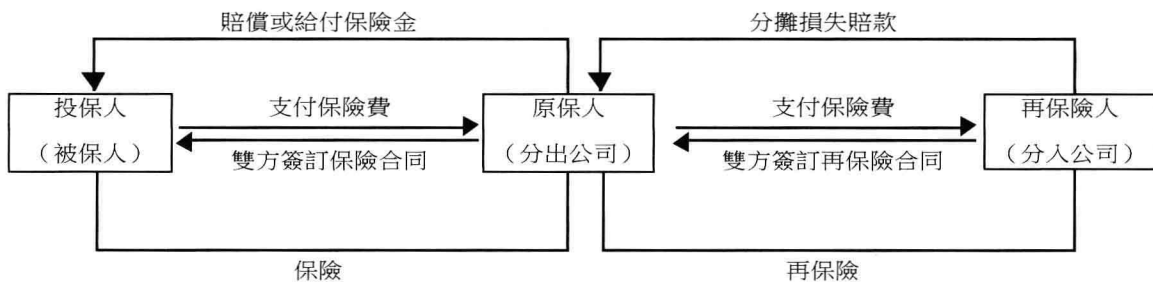 賠償或給付保險金
分攤損失賠款
投保人
（被保人）
支付保險費
雙方簽訂保險合同
原保人
（分出公司）
支付保險費
雙方簽訂再保險合同
再保險人
（分入公司）
保險
再保險